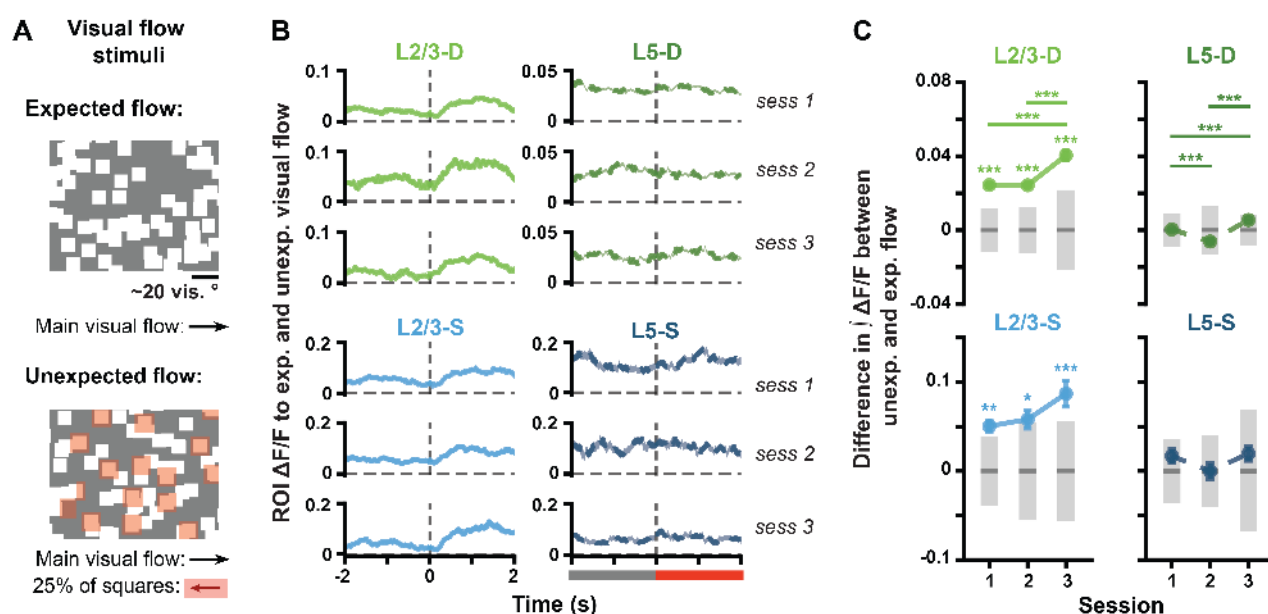 A
Visual flow
stimuli
Expected flow:
~20 vis. °
Main visual flow:
Unexpected flow:
Main visual flow:
25% of squares:
B
ROI ΔF/F to exp. and unexp. visual flow
L2/3-D
L5-D
0.1
0
0.05
0
sess 1
0.1
0
0.05
0
sess 2
0.1
0
0.05
0
sess 3
L2/3-S
L5-S
0.2
0
0.2
0
sess 1
0.2
0
0.2
0
sess 2
0.2
0
0.2
0
sess 3
-2
0
2
Time (s)
C
Difference in ∫ ΔF/F between
unexp. and exp. flow
L2/3-D
L5-D
0.08
0.04
0
-0.04
***
***
***
***
***
***
***
***
L2/3-S
L5-S
0.1
0
-0.1
**
*
***
1 2 3
1 2 3
Session